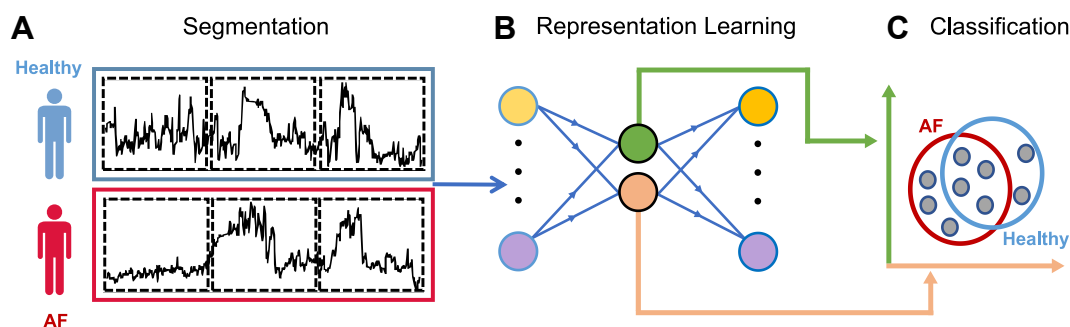 A Segmentation
B Representation Learning
C Classification
Healthy
AF
AF
Healthy